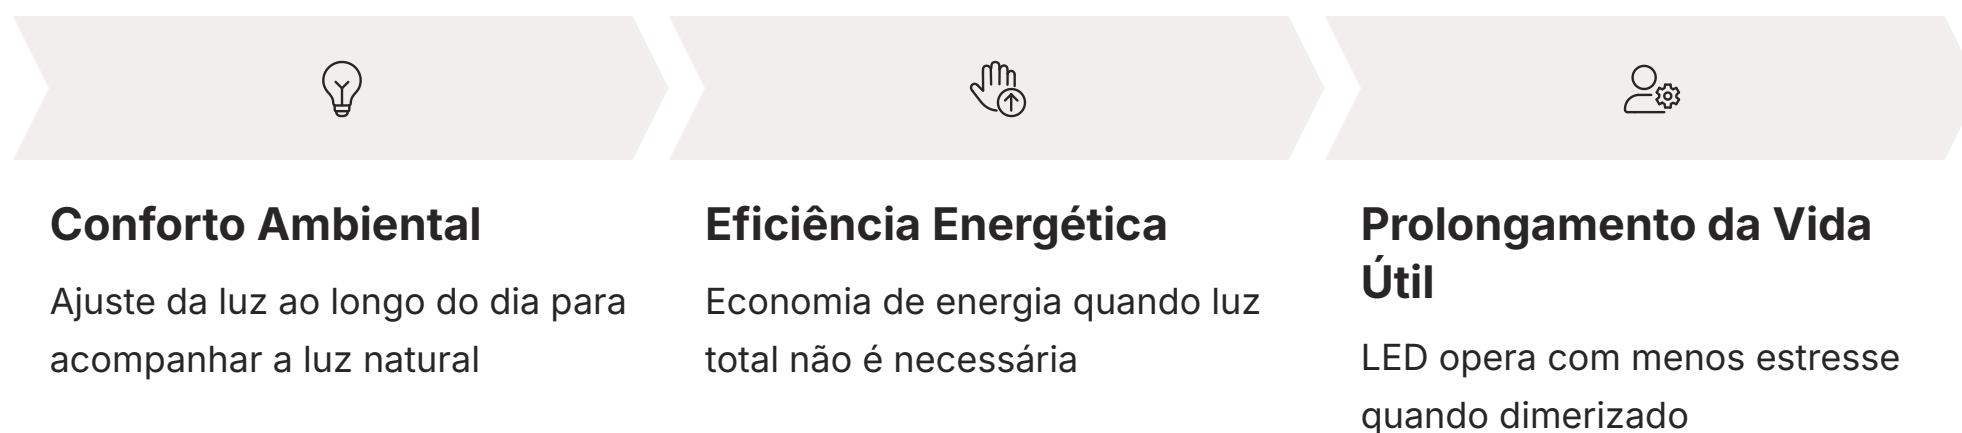 Conforto Ambiental
Ajuste da luz ao longo do dia para
acompanhar a luz natural
Eficiência Energética
Economia de energia quando luz
total não é necessária
Prolongamento da Vida
Útil
LED opera com menos estresse
quando dimerizado